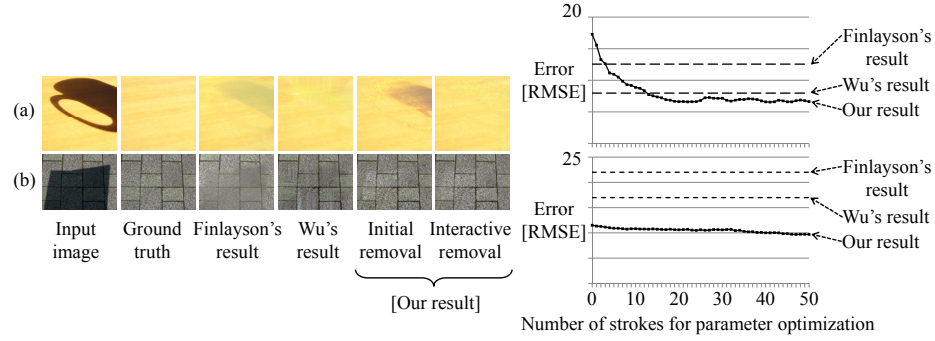 (a)
(b)
Input
image
Ground
truth
Finlayson's
result
Wu's
result
Initial
removal
Interactive
removal
[Our result]
20
Error
[RMSE]
Finlayson's
result
Wu's result
Our result
25
Error
[RMSE]
Finlayson's
result
Wu's result
Our result
0 10 20 30 40 50
Number of strokes for parameter optimization